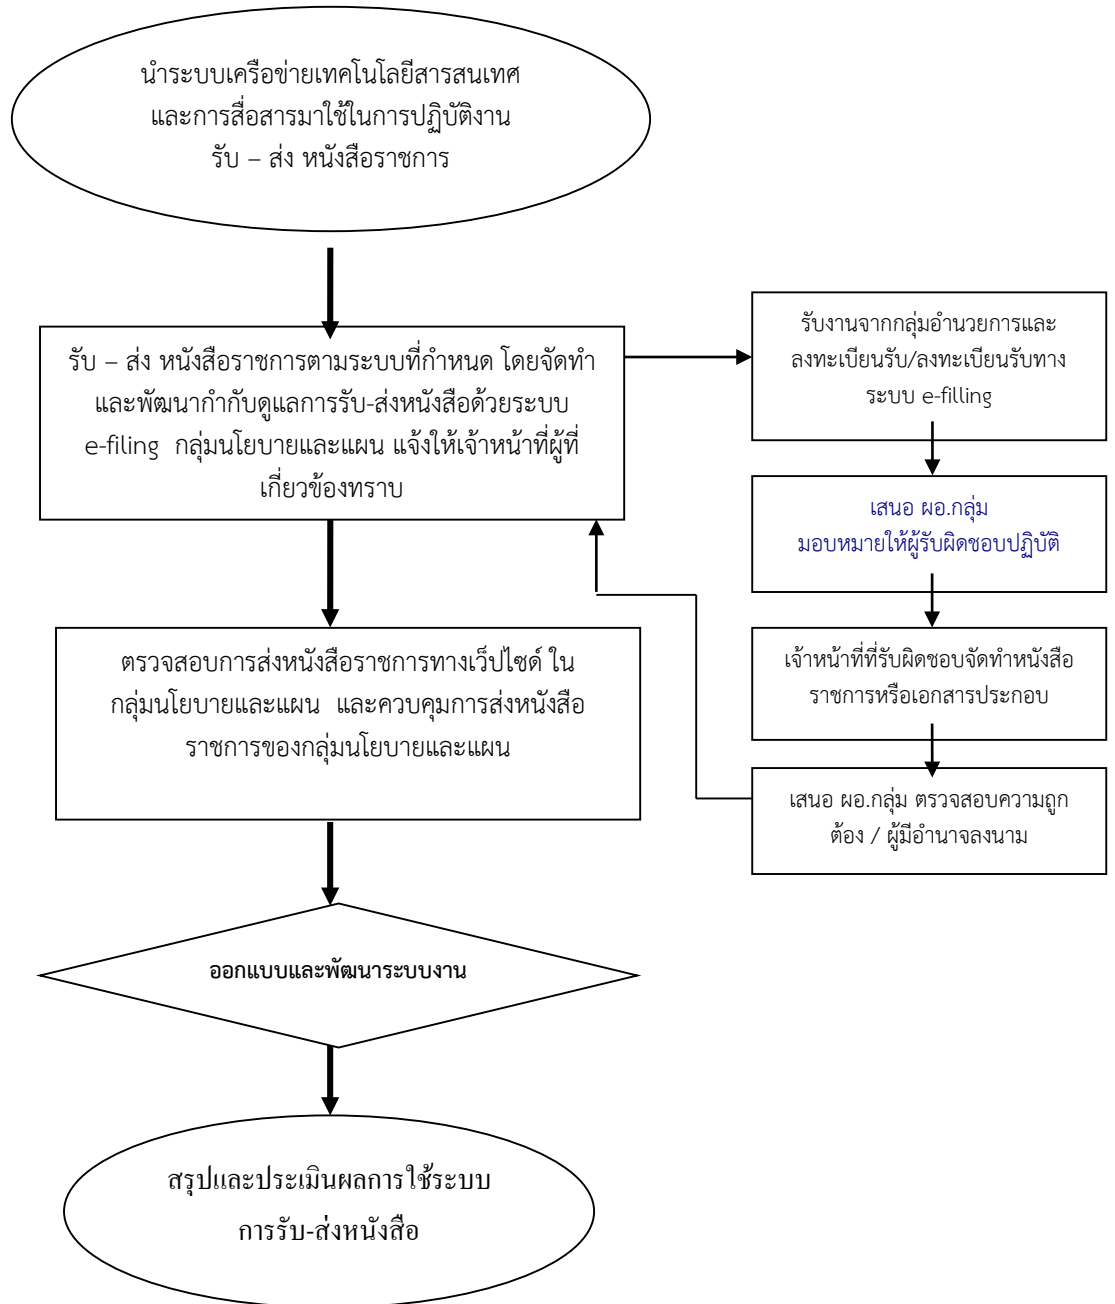 นำระบบเครือข่ายเทคโนโลยีสารสนเทศ
และการสื่อสารมาใช้ในการปฏิบัติงาน
รับ – ส่ง หนังสือราชการ
รับ – ส่ง หนังสือราชการตามระบบที่กำหนด โดยจัดทำ
และพัฒนากำกับดูแลการรับ-ส่งหนังสือด้วยระบบ
e-filing กลุ่มนโยบายและแผน แจ้งให้เจ้าหน้าที่ผู้ที่
เกี่ยวข้องทราบ
รับงานจากกลุ่มอำนวยการและ
ลงทะเบียนรับ/ลงทะเบียนรับทาง
ระบบ e-filling
เสนอ ผอ.กลุ่ม
มอบหมายให้ผู้รับผิดชอบปฏิบัติ
เจ้าหน้าที่ที่รับผิดชอบจัดทำหนังสือ
ราชการหรือเอกสารประกอบ
เสนอ ผอ.กลุ่ม ตรวจสอบความถูก
ต้อง / ผู้มีอำนาจลงนาม
ตรวจสอบการส่งหนังสือราชการทางเว็ปไซด์ ใน
กลุ่มนโยบายและแผน และควบคุมการส่งหนังสือ
ราชการของกลุ่มนโยบายและแผน
ออกแบบและพัฒนาระบบงาน
สรุปและประเมินผลการใช้ระบบ
การรับ-ส่งหนังสือ